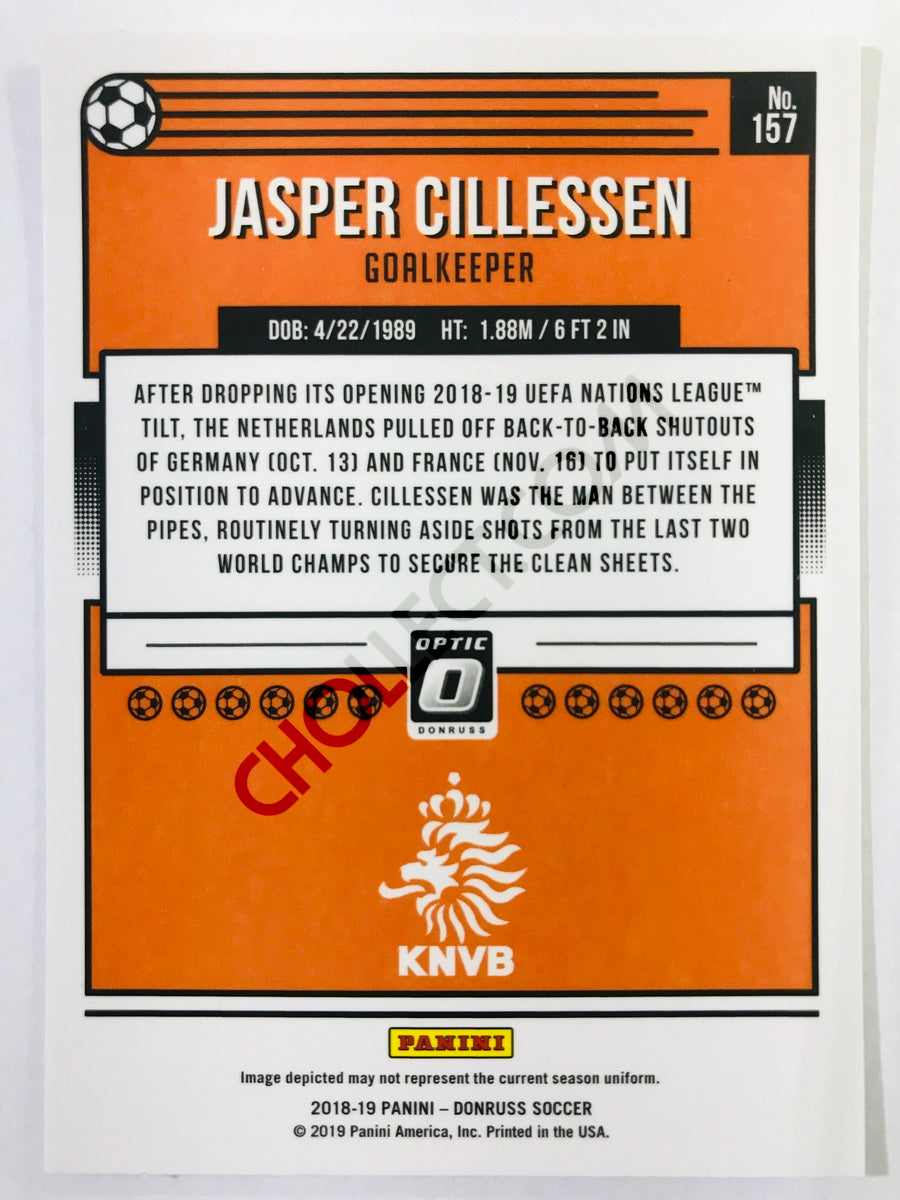 No.
157
JASPER CILLESSEN
GOALKEEPER
DOB: 4/22/1989 HT: 1.88M / 6 FT 2 IN
AFTER DROPPING ITS OPENING 2018-19 UEFA NATIONS LEAGUE™
TILT, THE NETHERLANDS PULLED OFF BACK-TO-BACK SHUTOUTS
OF GERMANY (OCT. 13) AND FRANCE (NOV. 16) TO PUT ITSELF IN
POSITION TO ADVANCE. CILLESSEN WAS THE MAN BETWEEN THE
PIPES, ROUTINELY TURNING ASIDE SHOTS FROM THE LAST TWO
WORLD CHAMPS TO SECURE THE CLEAN SHEETS.
OPTIC
O
DONRUSS
CHOLLECT.COM
KNVB
PANINI
Image depicted may not represent the current season uniform.
2018-19 PANINI – DONRUSS SOCCER
© 2019 Panini America, Inc. Printed in the USA.